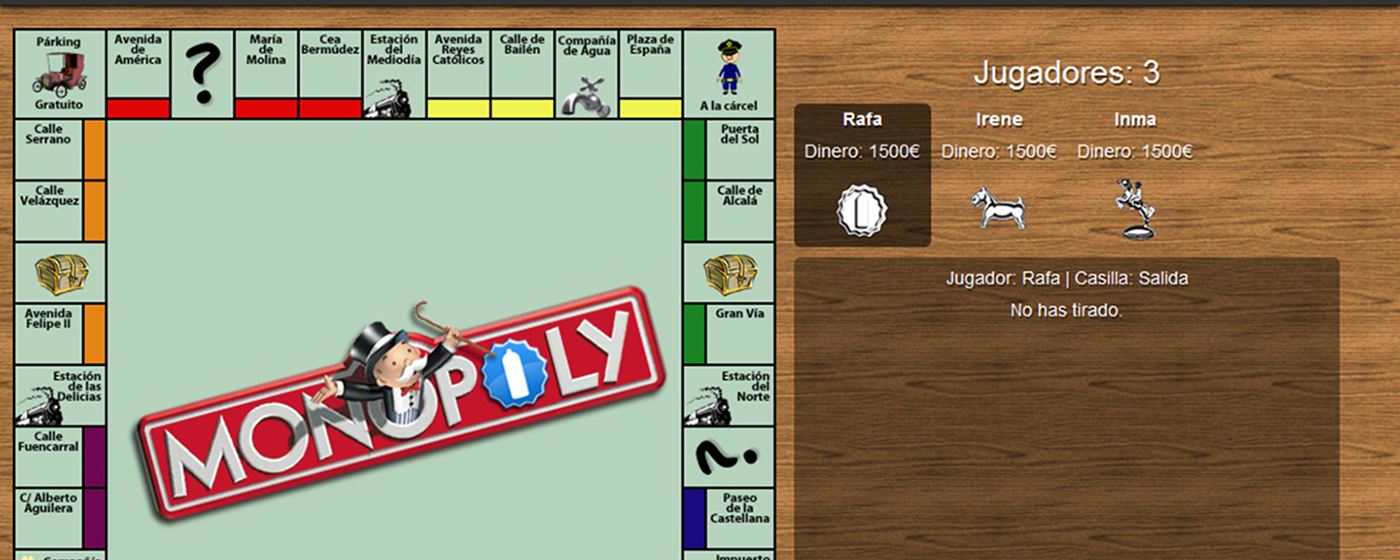 Párking
Gratuito
Avenida
de
América
?
María
de
Molina
Cea
Bermúdez
Estación
del
Mediodía
Avenida
Reyes
Católicos
Calle de
Bailén
Compañía
de Agua
Plaza de
España
A la cárcel
Calle
Serrano
Calle
Velázquez
Avenida
Felipe II
Estación
de las
Delicias
Calle
Fuencarral
C/ Alberto
Aguilera
Compañía
MONOPOLY
Puerta
del Sol
Calle de
Alcalá
Gran Vía
Estación
del
Norte
?
Paseo
de la
Castellana
Impuesto
Jugadores: 3
Rafa
Dinero: 1500€
Irene
Dinero: 1500€
Inma
Dinero: 1500€
Jugador: Rafa | Casilla: Salida
No has tirado.